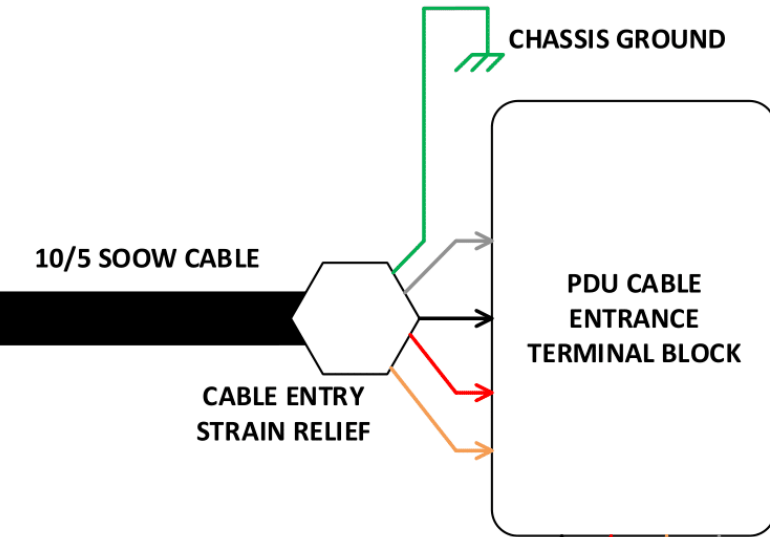 CHASSIS GROUND
10/5 SOOW CABLE
PDU CABLE
ENTRANCE
TERMINAL BLOCK
CABLE ENTRY
STRAIN RELIEF